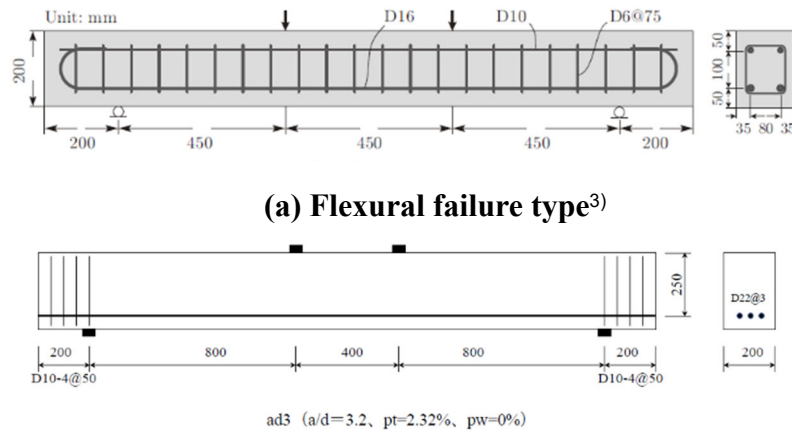 Unit: mm
D16
D10
D6@75
200
50
100
50
200
450
450
450
200
35 80 35
(a) Flexural failure type3)
250
D22@3
200
800
400
800
200
200
D10-4@50
D10-4@50
ad3 (a/d=3.2、pt=2.32%、pw=0%)